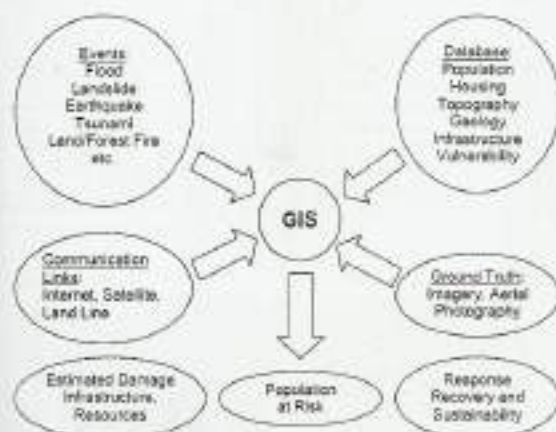 Events:
Flood
Landslide
Earthquake
Tsunami
Land/Forest Fire
etc
Database:
Population
Housing
Topography
Geology
Infrastructure
Vulnerability
GIS
Communication
Links:
Internet, Satellite,
Land Line
Ground Truth:
Imagery, Aerial
Photography
Estimated Damage
Infrastructure,
Resources
Population
at Risk
Response
Recovery and
Sustainability